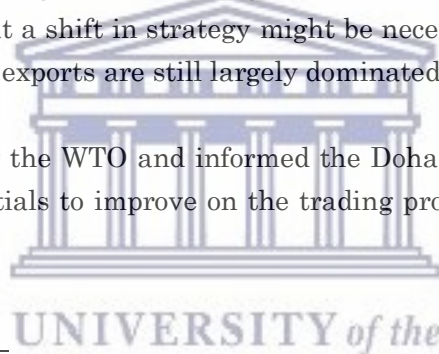 t a shift in strategy might be nece
exports are still largely dominated
the WTO and informed the Doha
tials to improve on the trading pro
UNIVERSITY of the